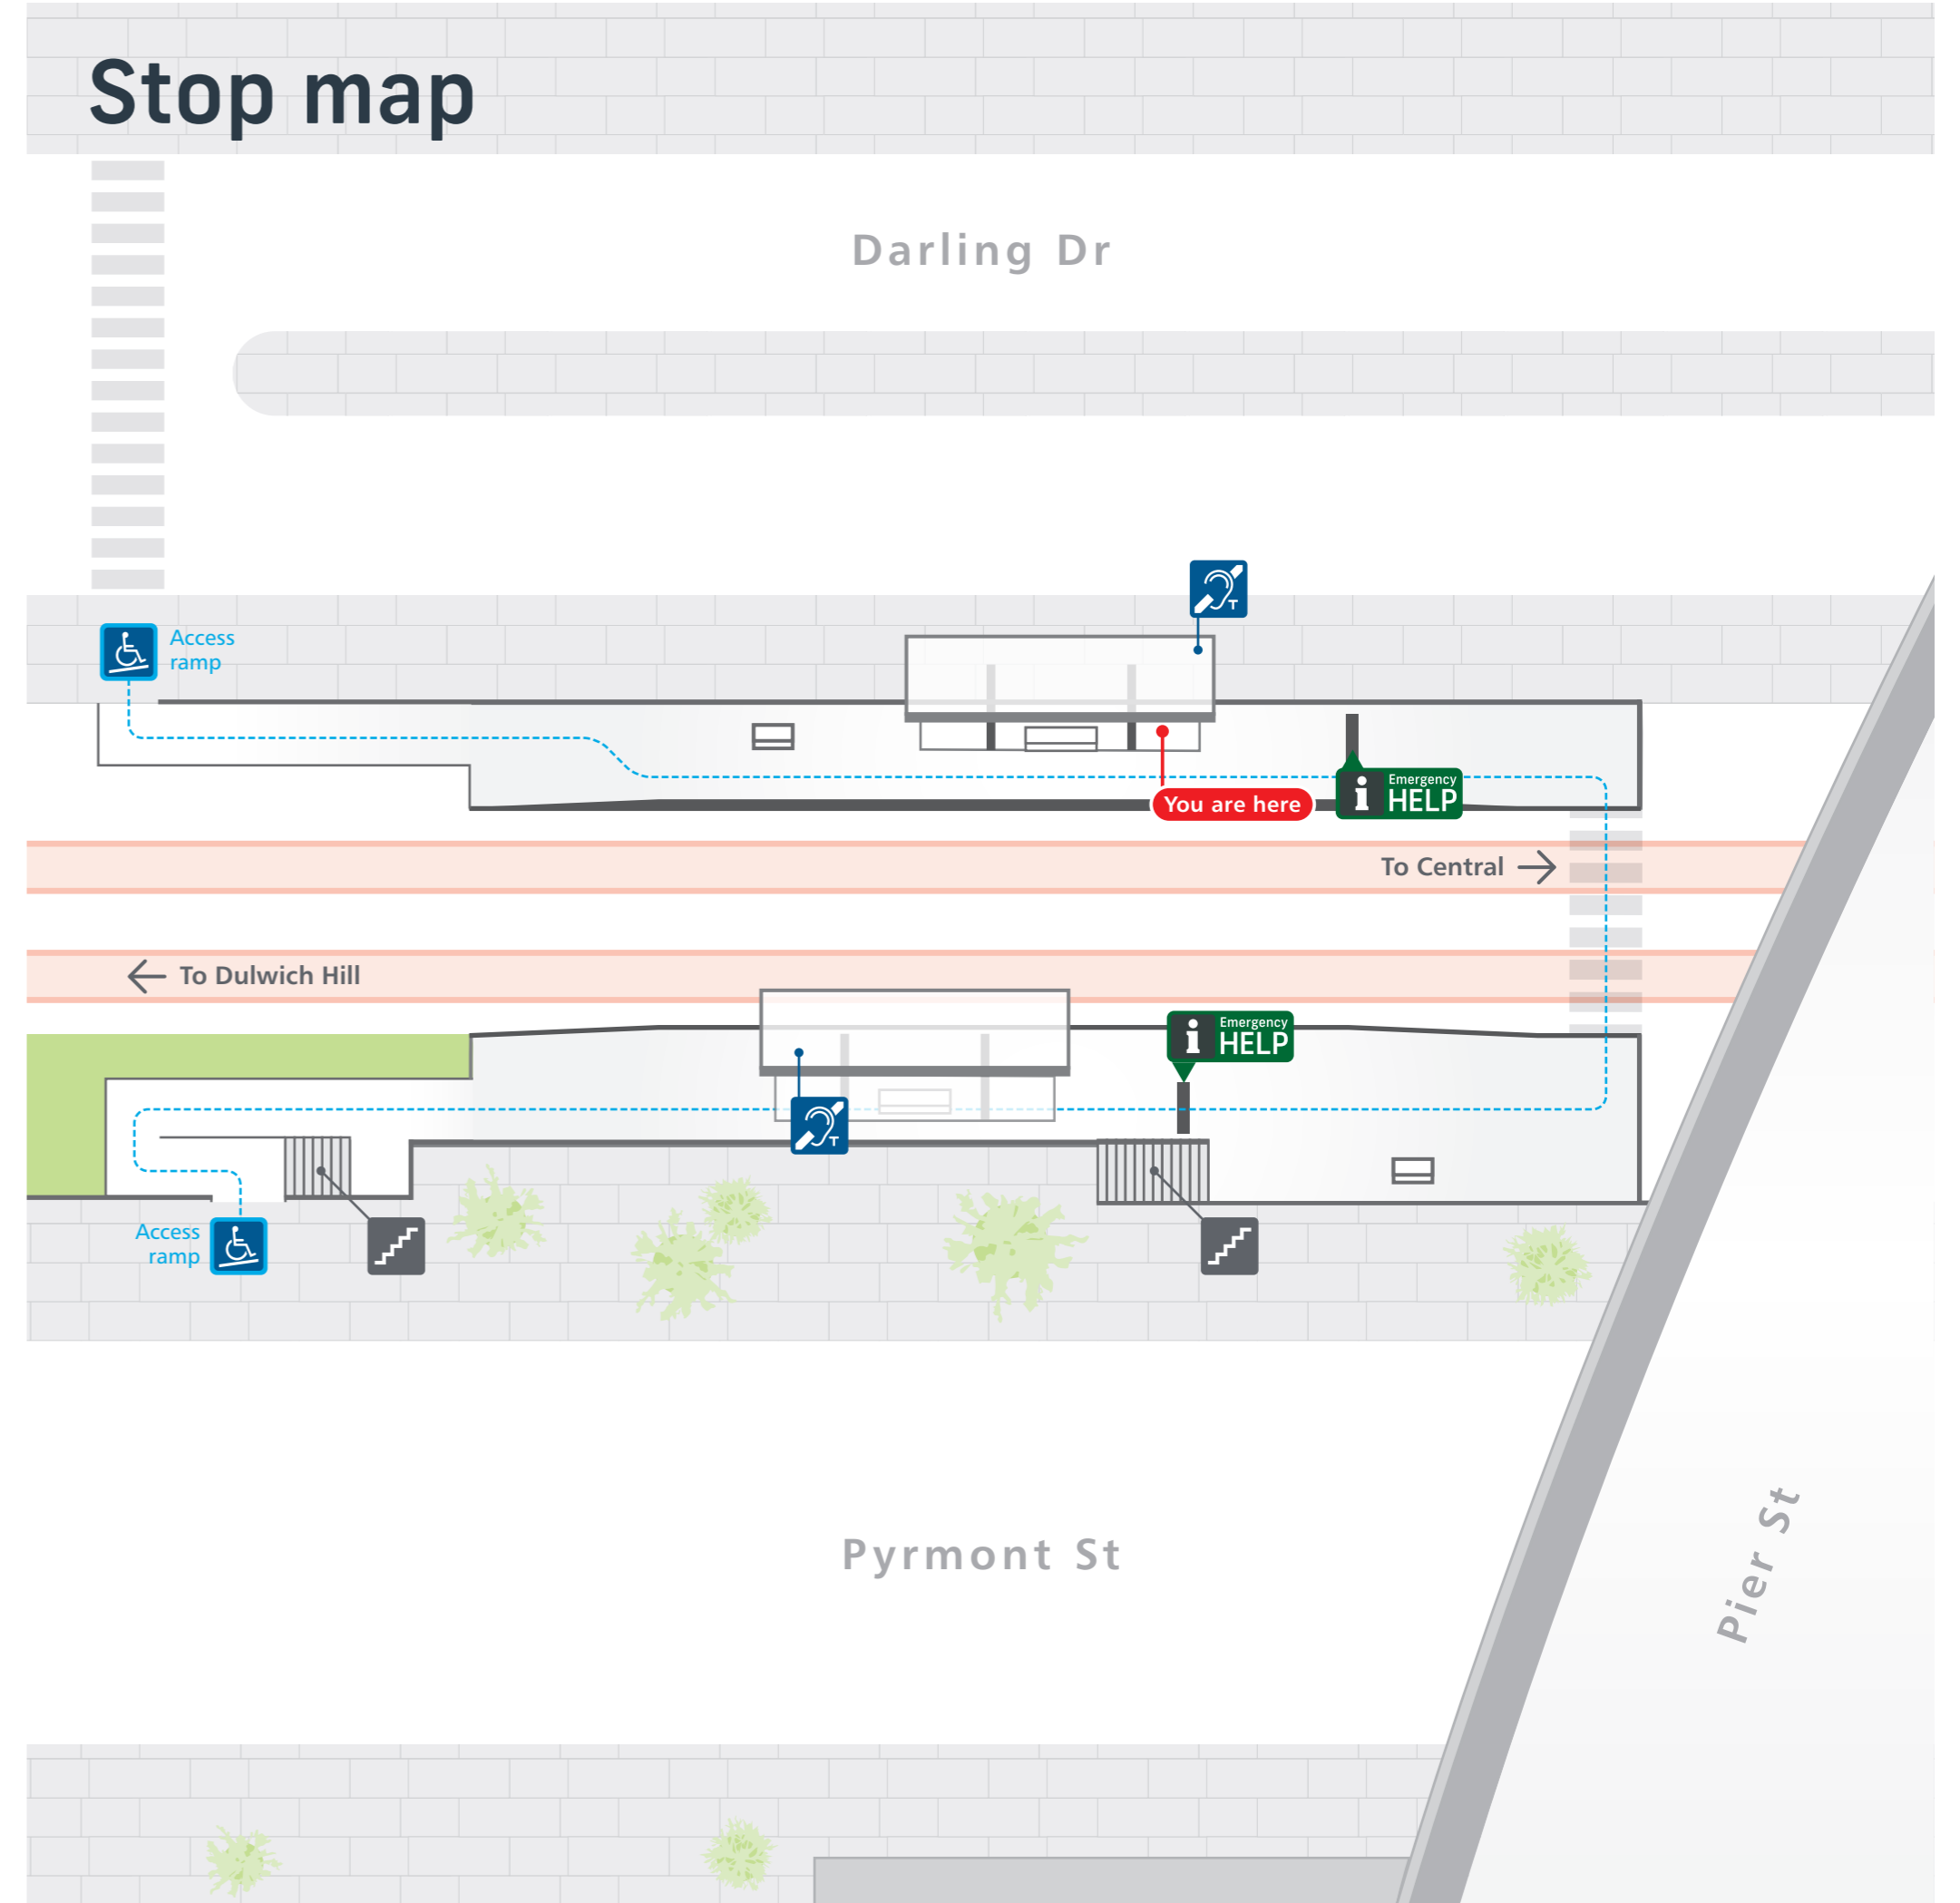 Stop map
Darling Dr
T
Access
ramp
You are here
i
Emergency
HELP
To Central
To Dulwich Hill
i
Emergency
HELP
T
Access
ramp
Pyrmont St
Pier St